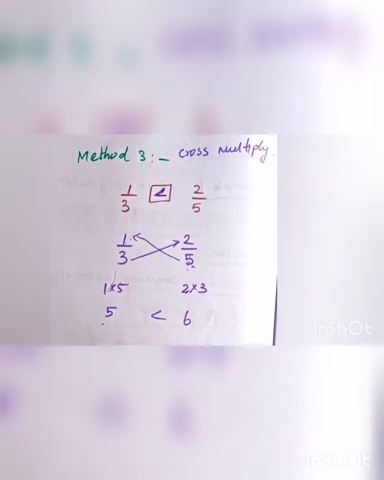 Method 3:- cross multiply.
1/3 < 2/5
1/3 2/5
1×5 2×3
5 < 6
InShOt
InShOt